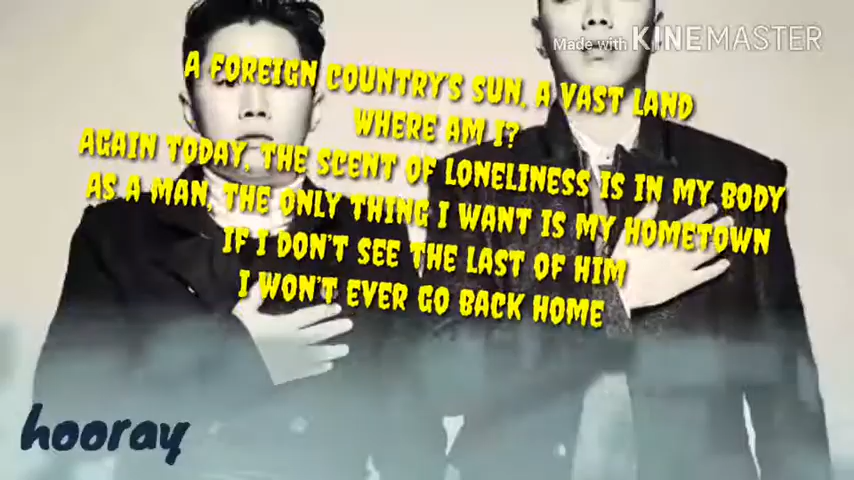 Made with KINEMASTER
A FOREIGN COUNTRY'S SUN, A VAST LAND
WHERE AM I?
AGAIN TODAY, THE SCENT OF LONELINESS IS IN MY BODY
AS A MAN, THE ONLY THING I WANT IS MY HOMETOWN
IF I DON'T SEE THE LAST OF HIM
I WON'T EVER GO BACK HOME
hooray